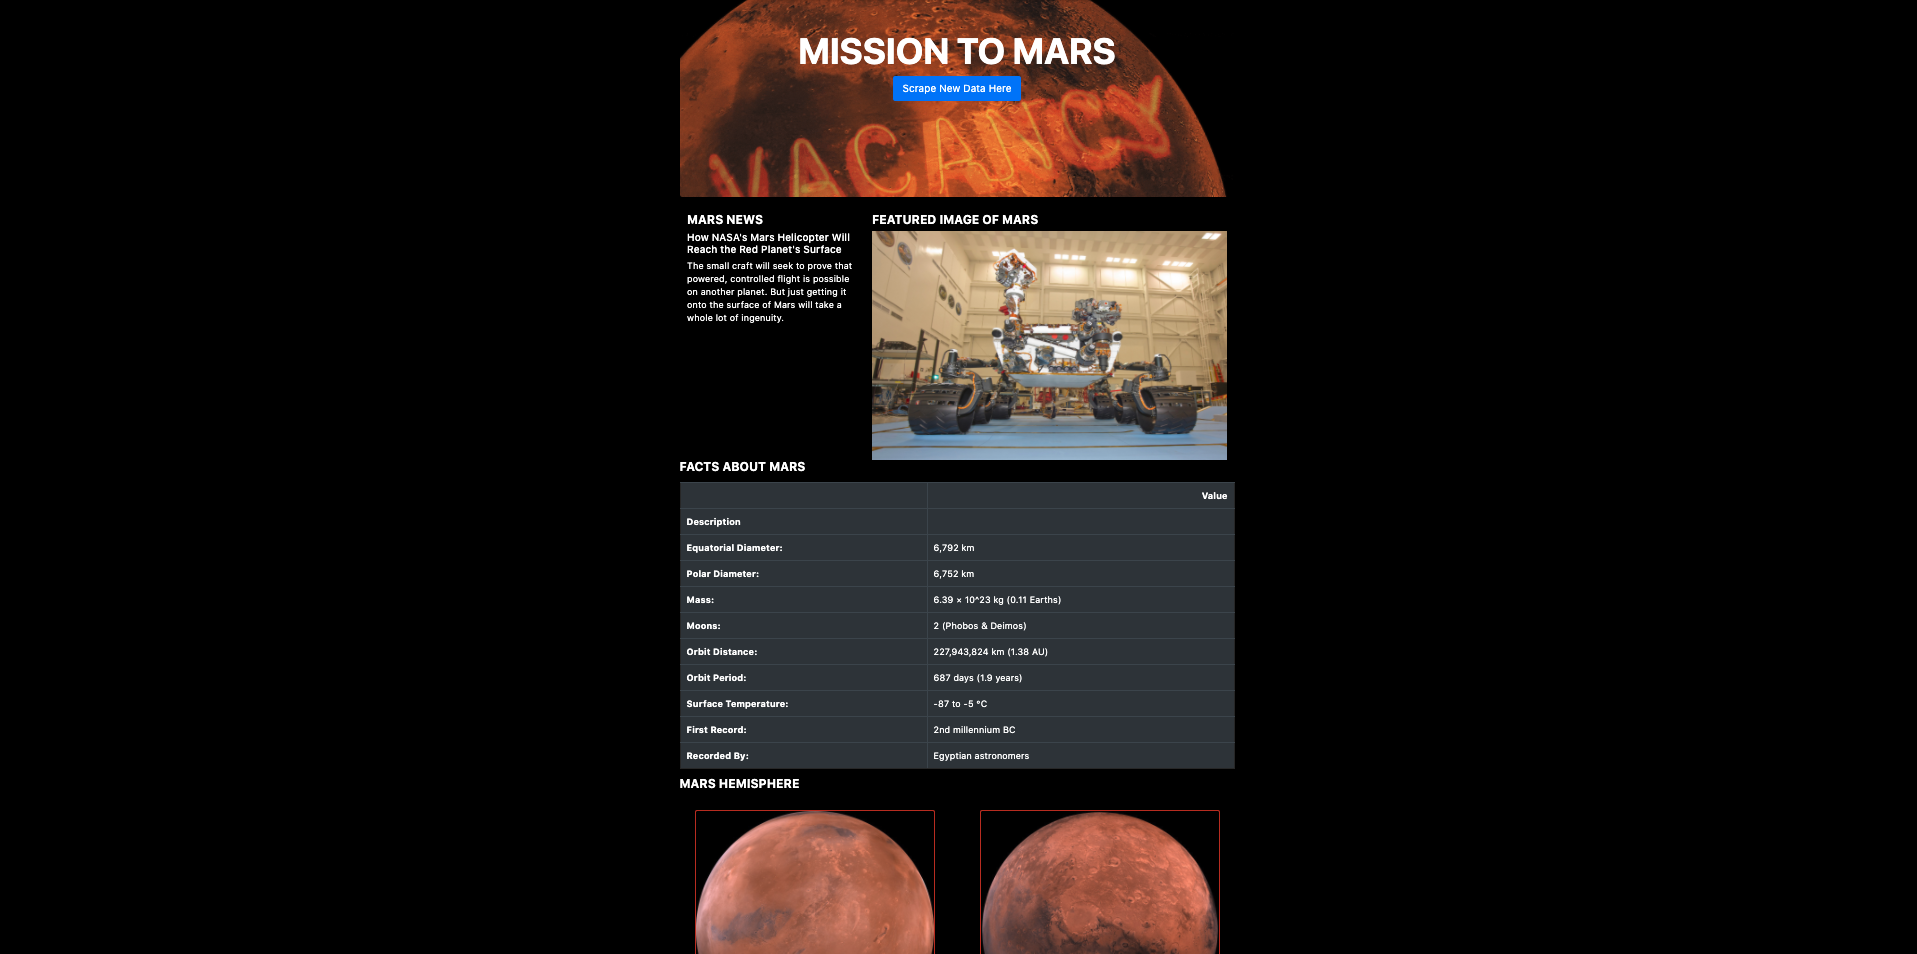 MISSION TO MARS
Scrape New Data Here
VACANCY
MARS NEWS
How NASA's Mars Helicopter Will
Reach the Red Planet's Surface
The small craft will seek to prove that
powered, controlled flight is possible
on another planet. But just getting it
onto the surface of Mars will take a
whole lot of ingenuity.
FEATURED IMAGE OF MARS
FACTS ABOUT MARS
Value
Description
Equatorial Diameter: 6,792 km
Polar Diameter: 6,752 km
Mass: 6.39 × 10^23 kg (0.11 Earths)
Moons: 2 (Phobos & Deimos)
Orbit Distance: 227,943,824 km (1.38 AU)
Orbit Period: 687 days (1.9 years)
Surface Temperature: -87 to -5 °C
First Record: 2nd millennium BC
Recorded By: Egyptian astronomers
MARS HEMISPHERE